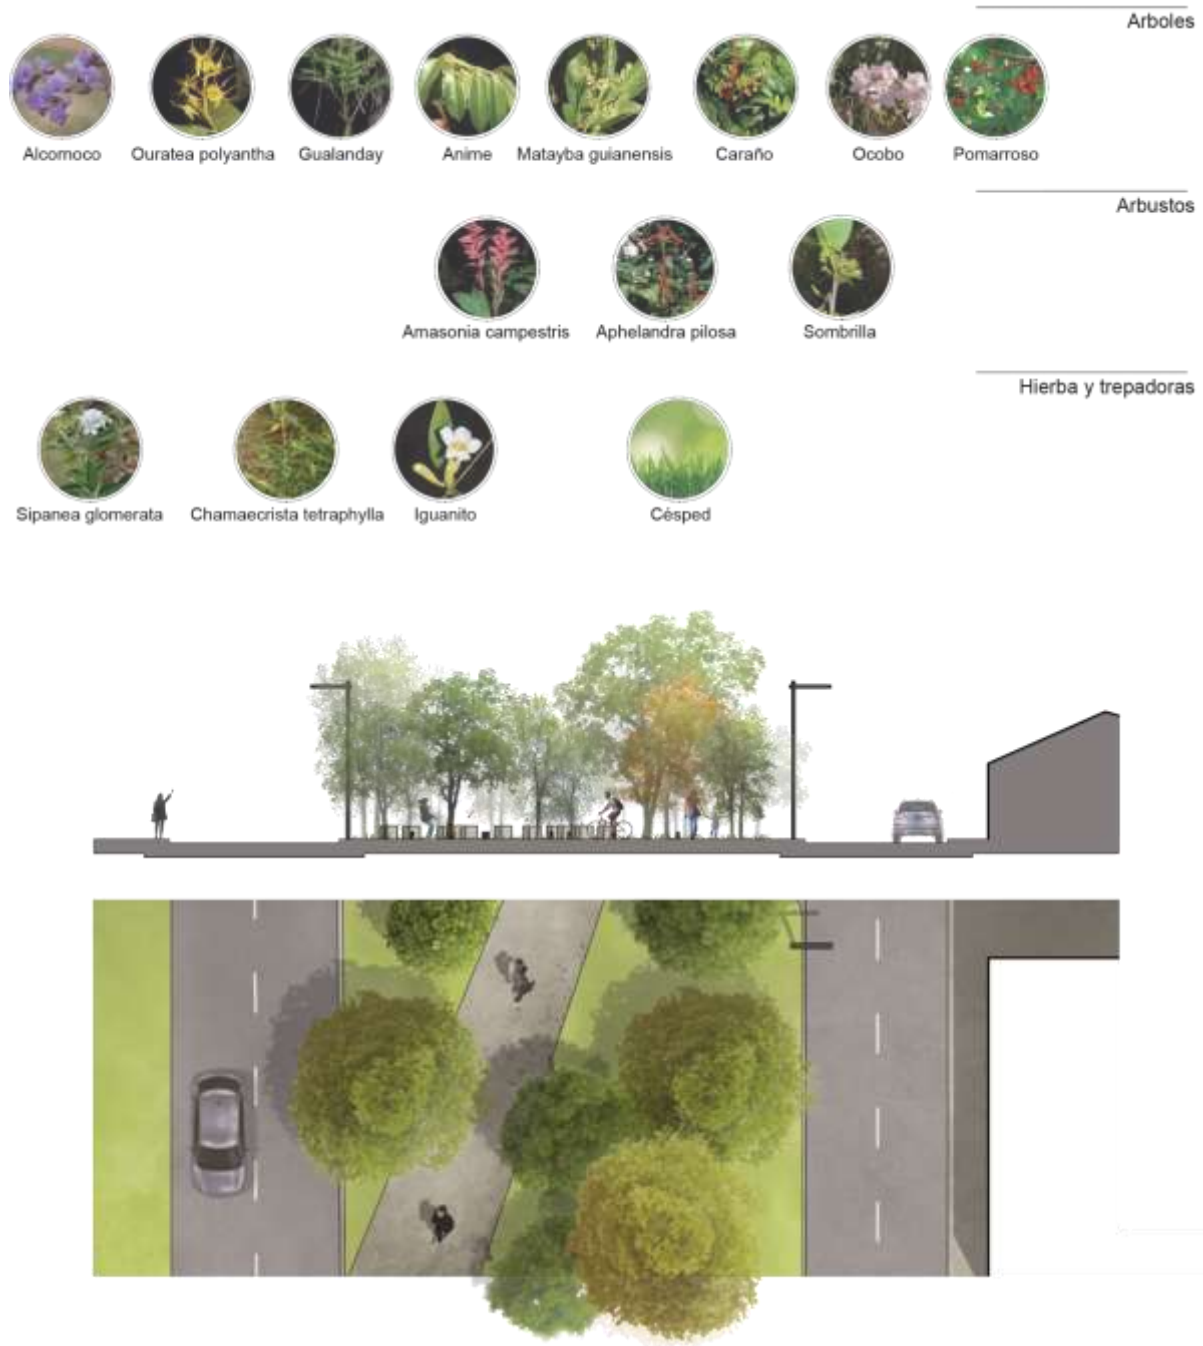 Arboles
Alcornoco
Ouratea polyantha
Gualanday
Anime
Matayba guianensis
Caraño
Ocobo
Pomarroso
Arbustos
Amasonia campestris
Aphelandra pilosa
Sombrilla
Hierba y trepadoras
Sipanea glomerata
Chamaecrista tetraphylla
Iguanito
Césped